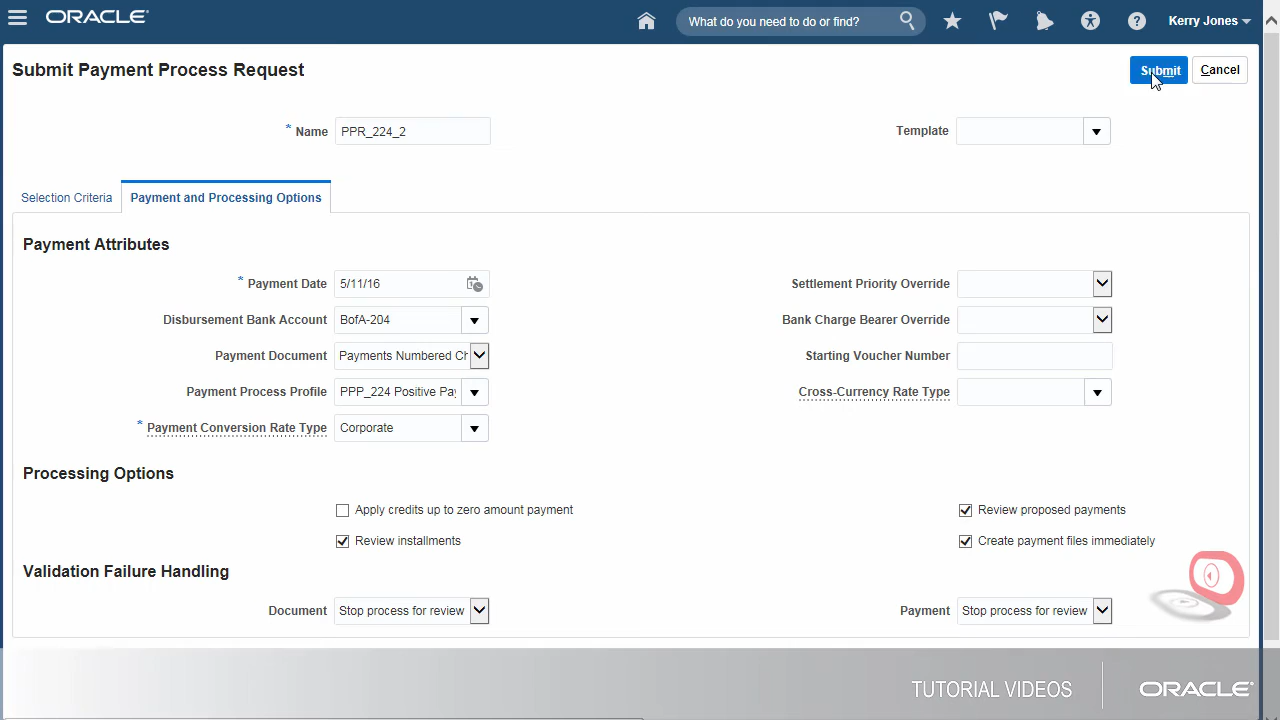 ORACLE
What do you need to do or find?
Kerry Jones
Submit Payment Process Request
Submit
Cancel
* Name
PPR_224_2
Template
Selection Criteria
Payment and Processing Options
Payment Attributes
* Payment Date
5/11/16
Settlement Priority Override
Disbursement Bank Account
BofA-204
Bank Charge Bearer Override
Payment Document
Payments Numbered Ch
Starting Voucher Number
Payment Process Profile
PPP_224 Positive Pay
Cross-Currency Rate Type
* Payment Conversion Rate Type
Corporate
Processing Options
Apply credits up to zero amount payment
Review proposed payments
Review installments
Create payment files immediately
Validation Failure Handling
Document
Stop process for review
Payment
Stop process for review
TUTORIAL VIDEOS
ORACLE